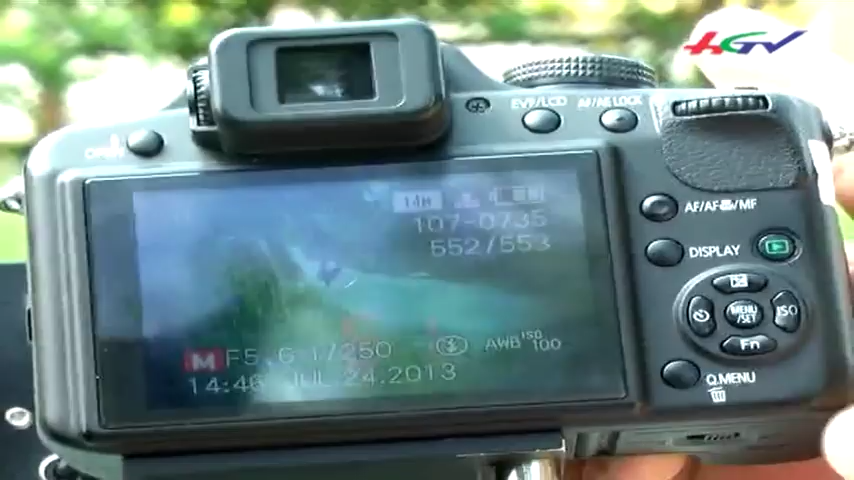 HGV
OPEN
EVF/LCD
AF/AE LOCK
14M
107-0735
552/553
AF/AF/MF
DISPLAY
MENU
/SET
ISO
Fn
M F5.6 1/250
AWB ISO
100
14:46 JUL.24.2013
Q.MENU